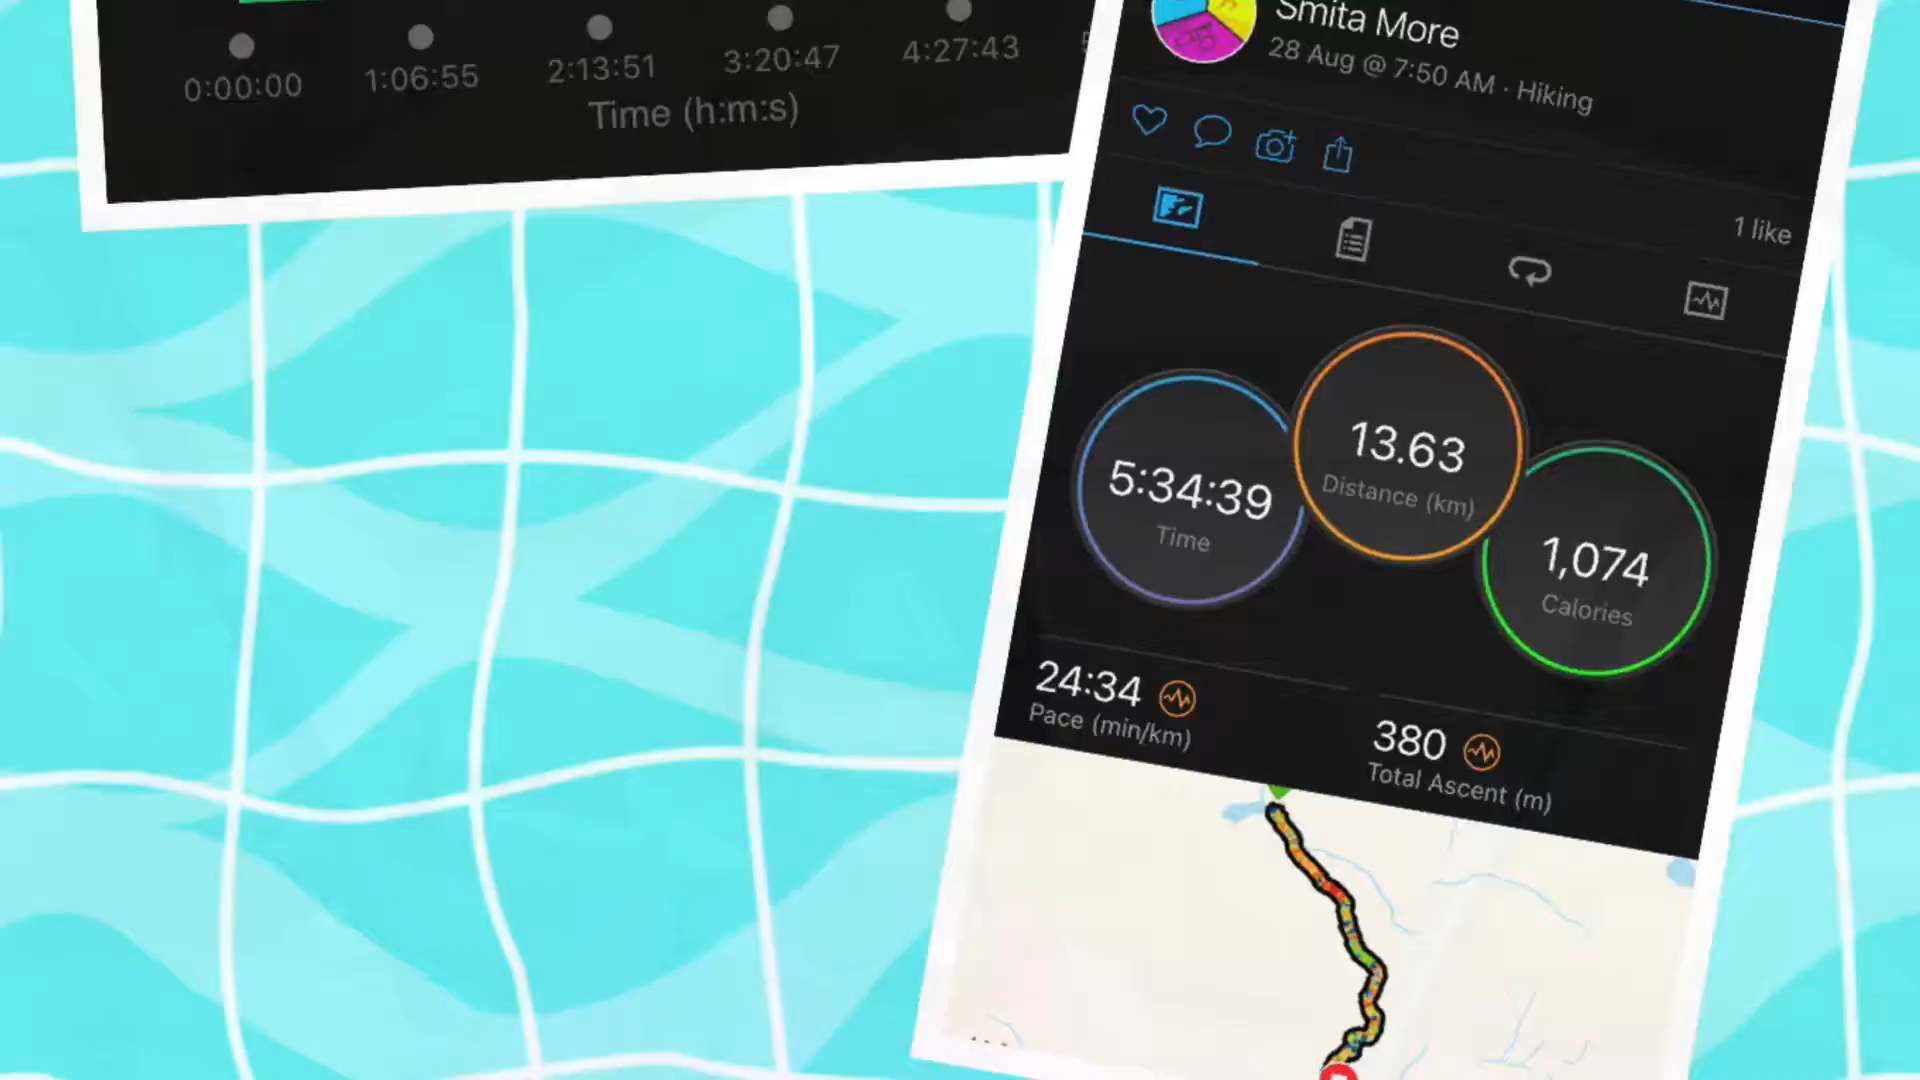 0:00:00 1:06:55 2:13:51 3:20:47 4:27:43
Time (h:m:s)
Smita More
28 Aug @ 7:50 AM · Hiking
1 like
5:34:39
Time
13.63
Distance (km)
1,074
Calories
24:34
Pace (min/km)
380
Total Ascent (m)